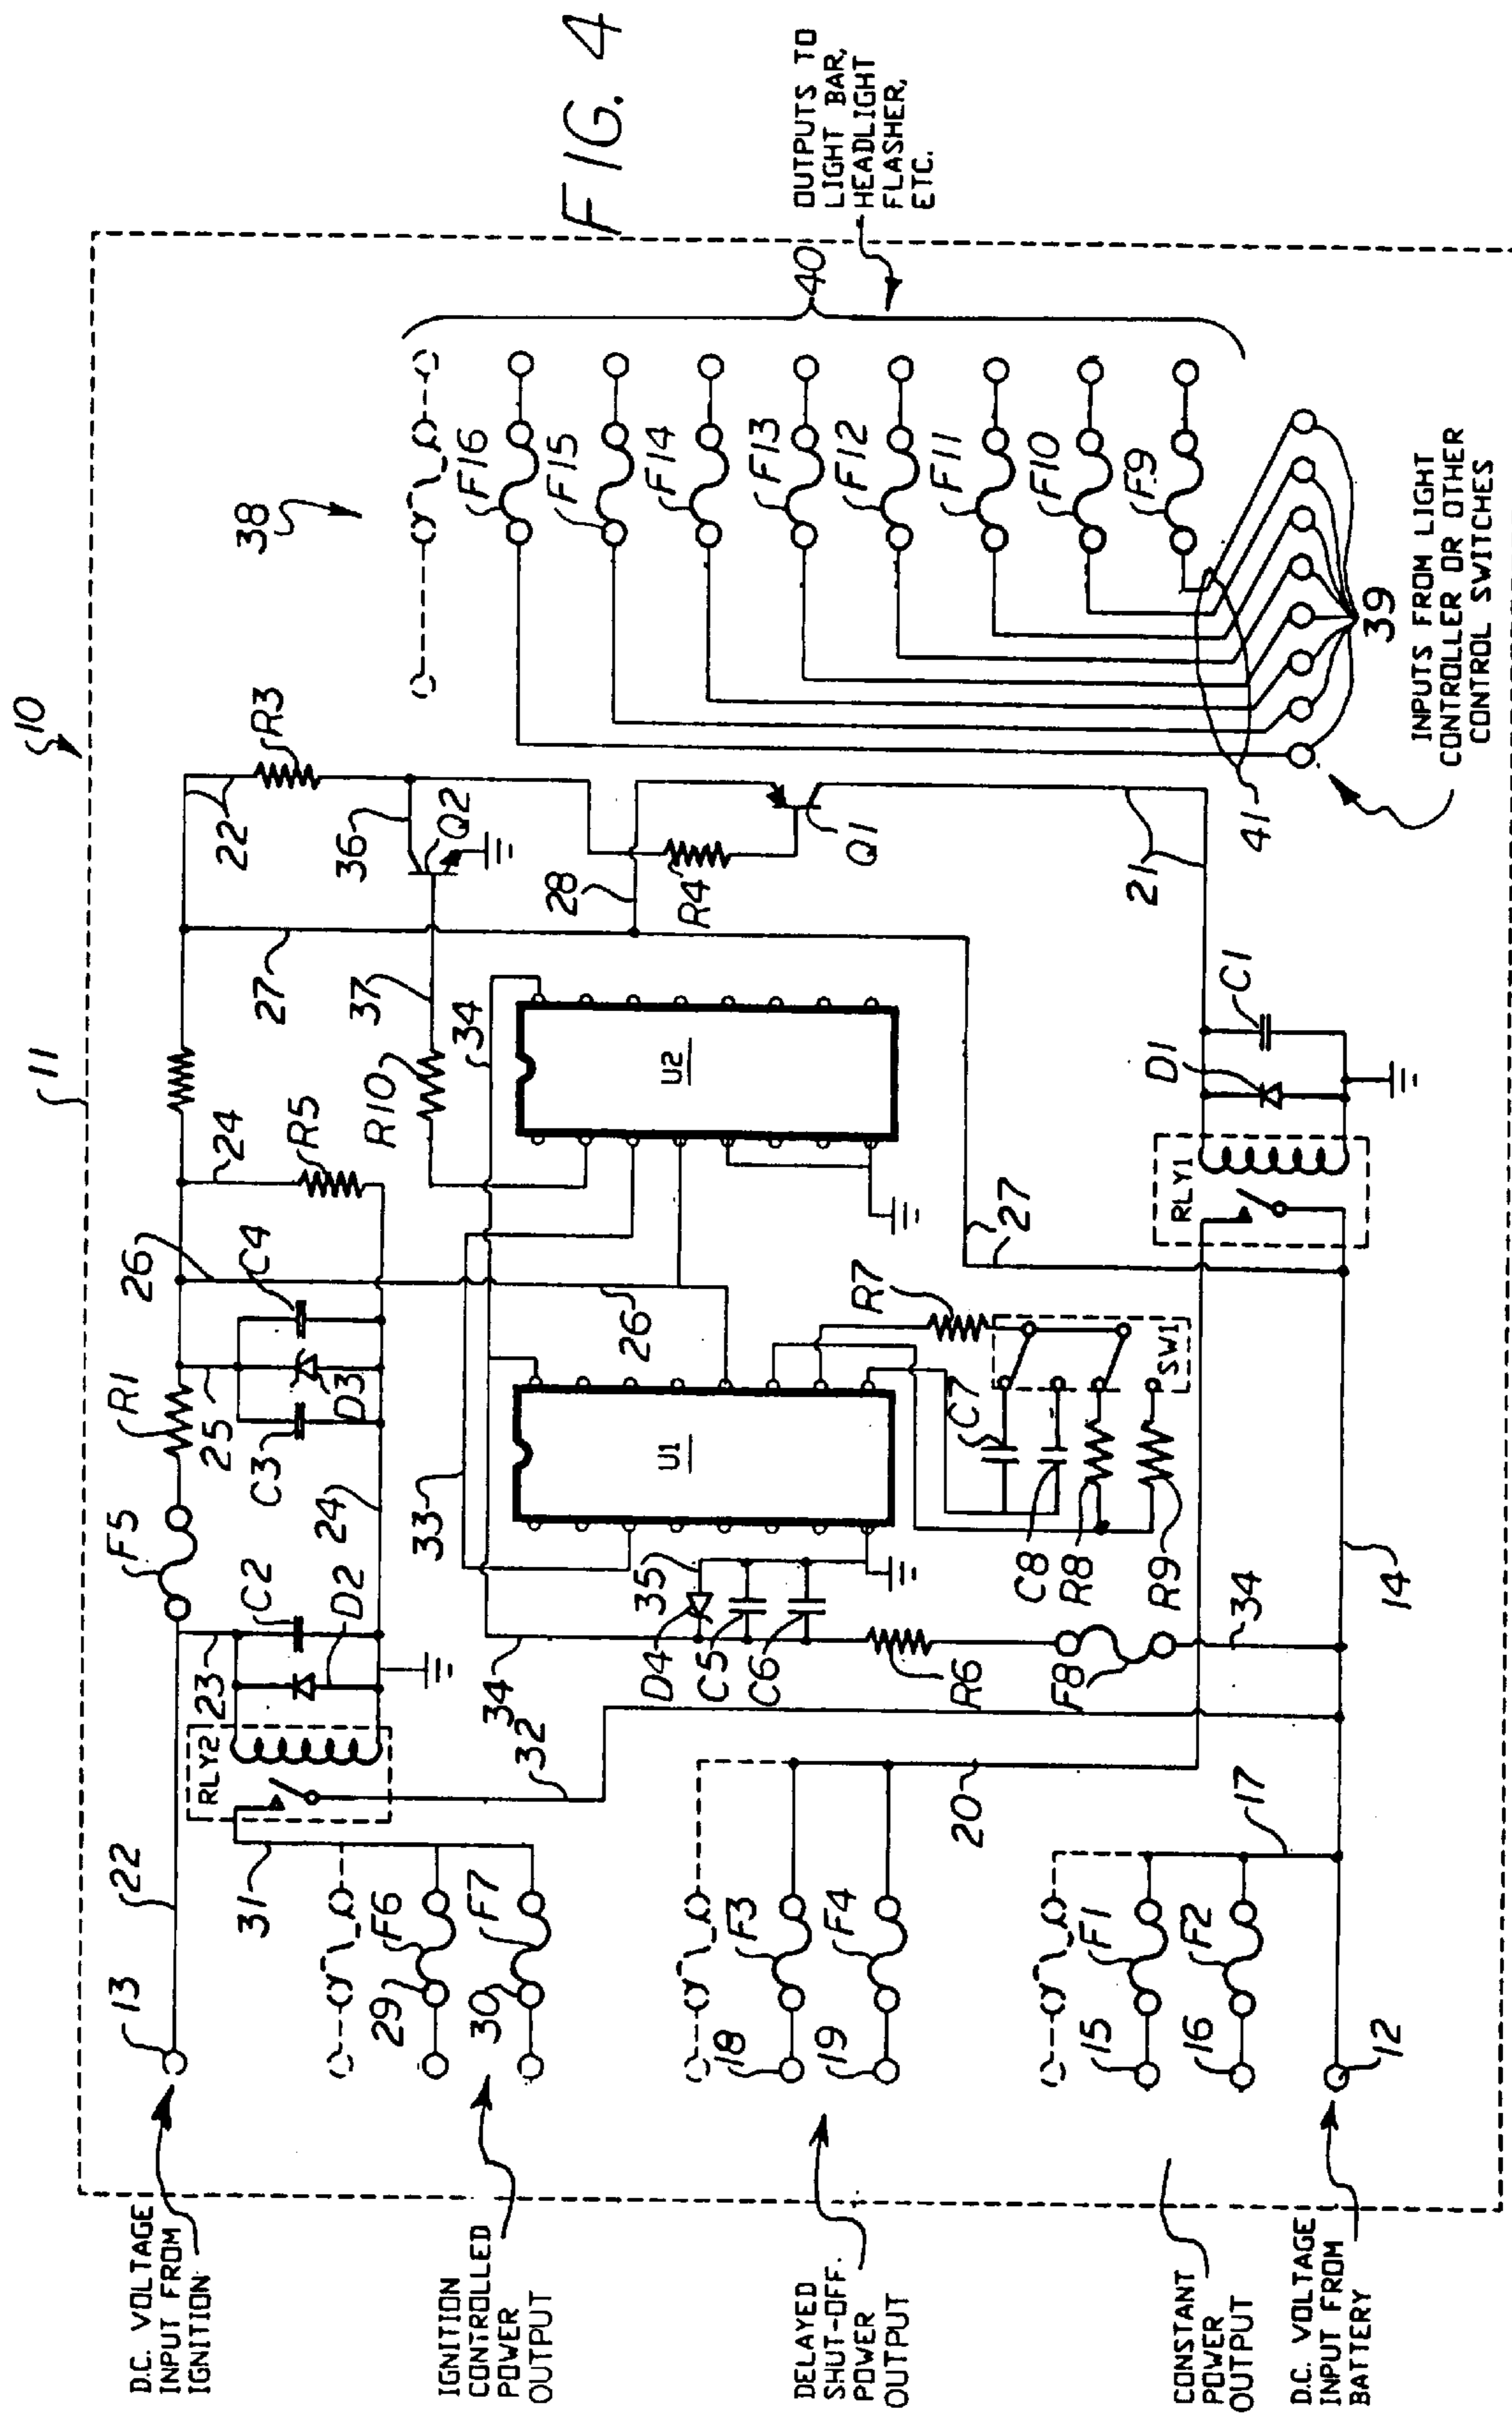 FIG. 4
10
11
D.C. VOLTAGE
INPUT FROM
IGNITION
13
22
RLY2
23
C2
D2
F5
R1
25
C3
D3
24
C4
26
24
R5
22
R3
27
36
Q2
37
R10
28
R4
Q1
21
38
F16
F15
F14
F13
F12
F11
F10
F9
40
OUTPUTS TO
LIGHT BAR,
HEADLIGHT
FLASHER,
ETC.
IGNITION
CONTROLLED
POWER
OUTPUT
31
29
F6
30
F7
32
33
34
34
35
U1
U2
26
D4
C5
C6
R6
F8
34
C7
C8
R8
R9
R7
SW1
27
DELAYED
SHUT-OFF
POWER
OUTPUT
18
F3
19
F4
20
CONSTANT
POWER
OUTPUT
15
F1
16
F2
17
D.C. VOLTAGE
INPUT FROM
BATTERY
12
14
RLY1
D1
C1
41
39
INPUTS FROM LIGHT
CONTROLLER OR OTHER
CONTROL SWITCHES